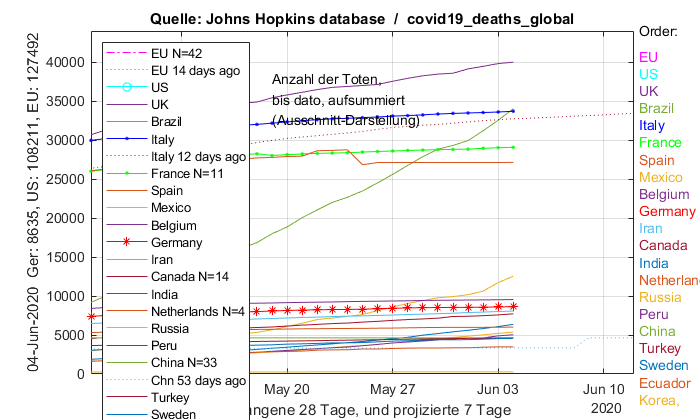 Quelle: Johns Hopkins database / covid19_deaths_global
04-Jun-2020 Ger: 8635, US: 108211, EU: 127492
40000
35000
30000
25000
20000
15000
10000
5000
0
EU N=42
EU 14 days ago
US
UK
Brazil
Italy
Italy 12 days ago
France N=11
Spain
Mexico
Belgium
Germany
Iran
Canada N=14
India
Netherlands N=4
Russia
Peru
China N=33
Chn 53 days ago
Turkey
Sweden
Anzahl der Toten,
bis dato, aufsummiert
(Ausschnitt-Darstellung)
May 20
May 27
Jun 03
Jun 10
2020
angene 28 Tage, und projizierte 7 Tage
Order:
EU
US
UK
Brazil
Italy
France
Spain
Mexico
Belgium
Germany
Iran
Canada
India
Netherlan
Russia
Peru
China
Turkey
Sweden
Ecuador
Korea,